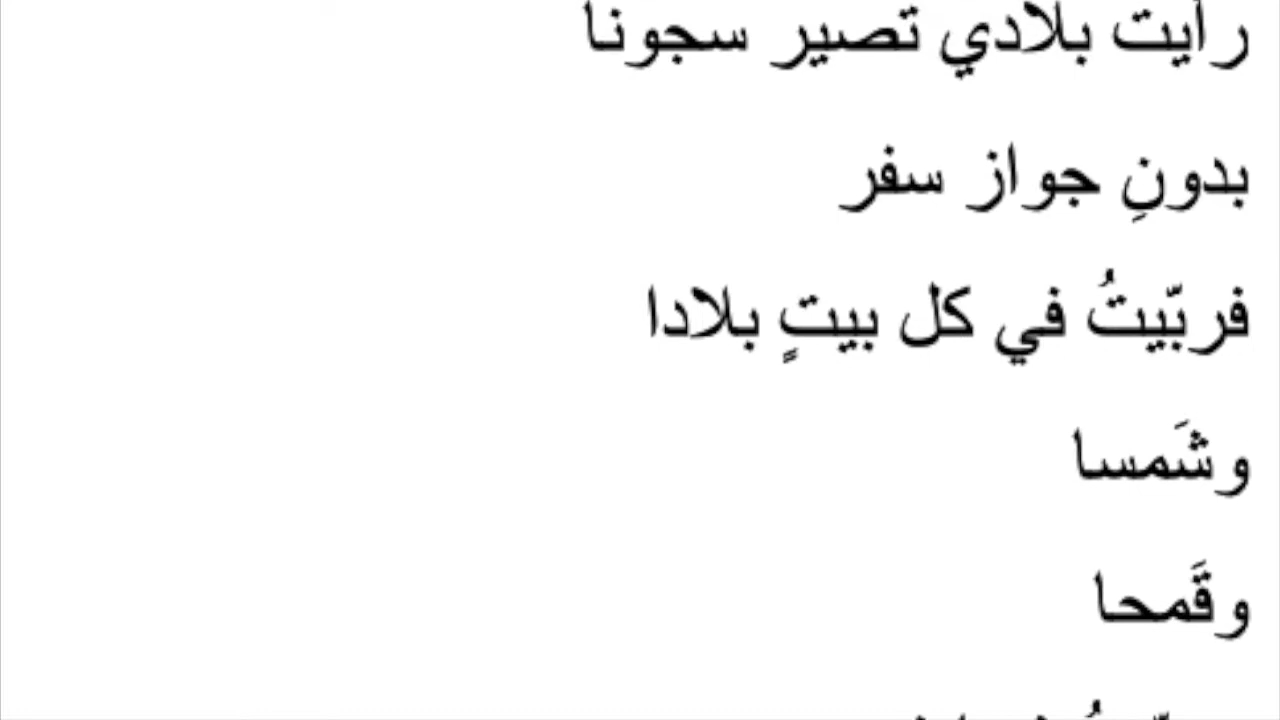 رأيت بلادي تصير سجونا
بدونِ جواز سفر
فربّيتُ في كل بيتٍ بلادا
وشَمسا
وقَمحا